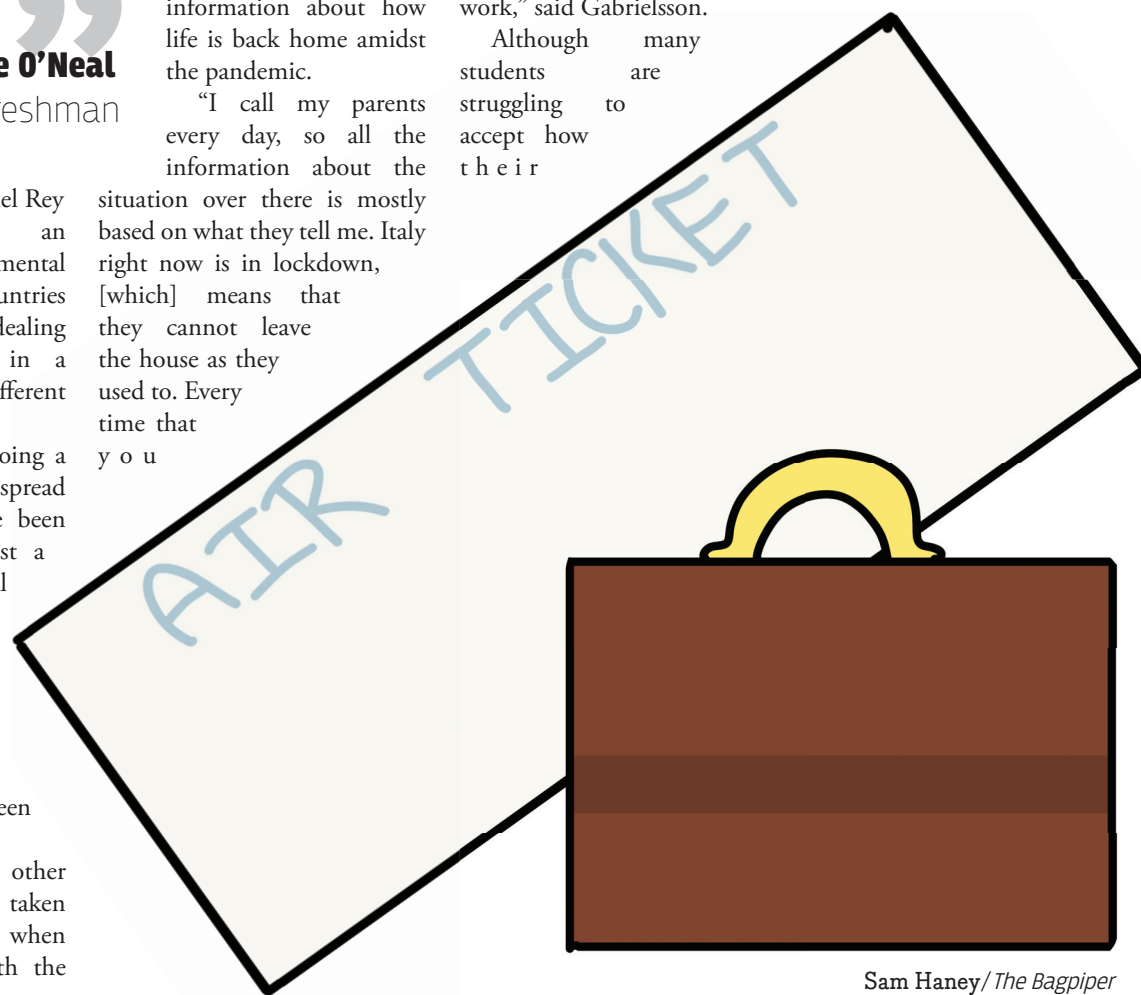 ”
e O’Neal
eshman
el Rey
an
mental
untries
dealing
in a
fferent
oing a
spread
been
st a
l
een
other
taken
when
th the
information about how
life is back home amidst
the pandemic.
“I call my parents
every day, so all the
information about the
situation over there is mostly
based on what they tell me. Italy
right now is in lockdown,
[which] means that
they cannot leave
the house as they
used to. Every
time that
you
work,” said Gabrielsson.
Although many
students are
struggling to
accept how
their
AIR TICKET
Sam Haney/The Bagpiper